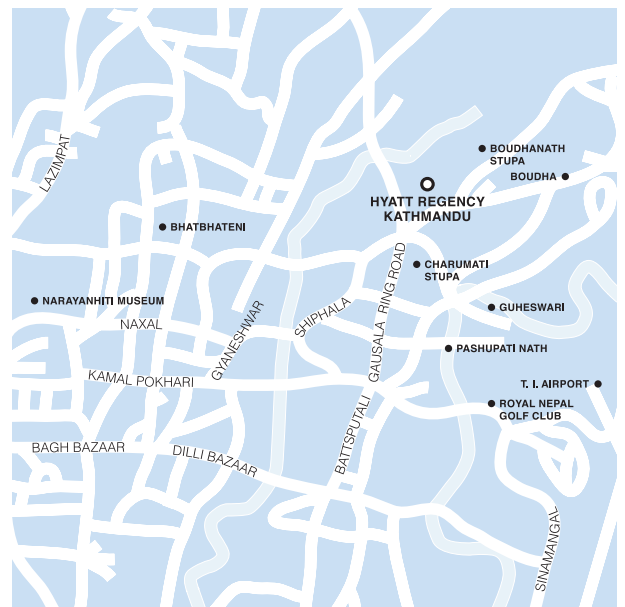 LAZIMPAT
BOUDHANATH
STUPA
BOUDHA
HYATT REGENCY
KATHMANDU
BHATBHATENI
CHARUMATI
STUPA
GAUSALA RING ROAD
NARAYANHITI MUSEUM
GUHESWARI
NAXAL
GYANESHWAR
SHIPHALA
PASHUPATI NATH
KAMAL POKHARI
T. I. AIRPORT
ROYAL NEPAL
GOLF CLUB
BATTSPUTALI
BAGH BAZAAR
DILLI BAZAAR
SINAMANGAL